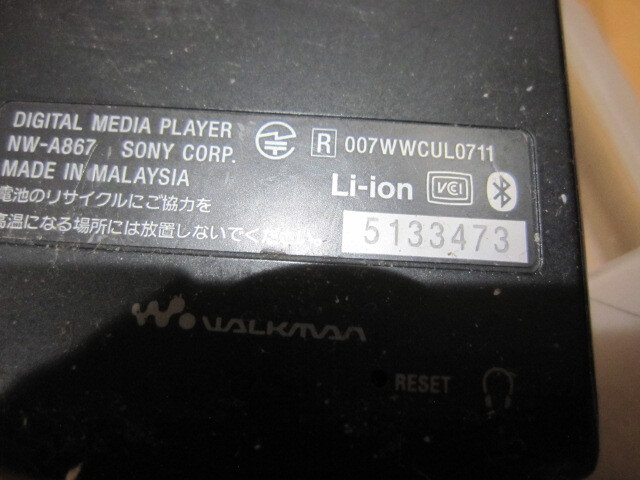 DIGITAL MEDIA PLAYER
NW-A867 SONY CORP.
MADE IN MALAYSIA
R 007WWCUL0711
Li-ion VCI
電池のリサイクルにご協力を
高温になる場所には放置しないでください。
5133473
WALKMAN
RESET